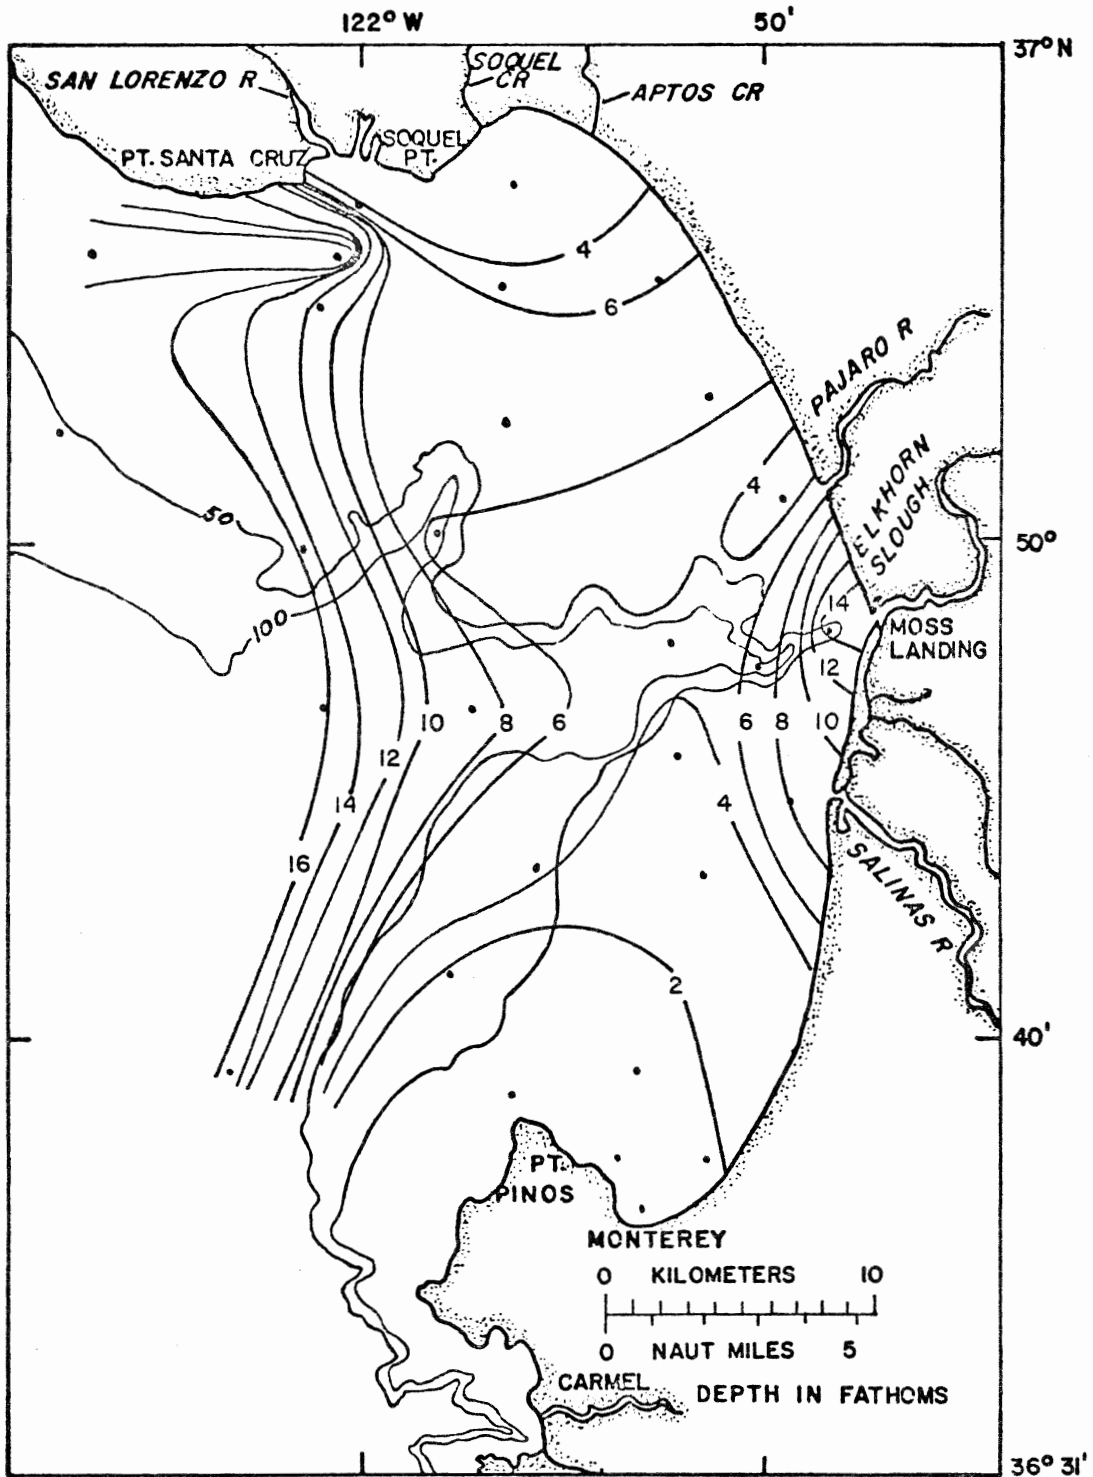 122° W 50'
37° N
SAN LORENZO R
SOQUEL
CR
APTOS CR
PT. SANTA CRUZ
SOQUEL
PT.
4
6
PAJARO R
4
ELKHORN
SLOUGH
50
50°
100
14
MOSS
LANDING
12
10 8 6 6 8 10
12
14
4
16
SALINAS R
2
40'
PT.
PINOS
MONTEREY
0 KILOMETERS 10
0 NAUT MILES 5
CARMEL
DEPTH IN FATHOMS
36° 31'